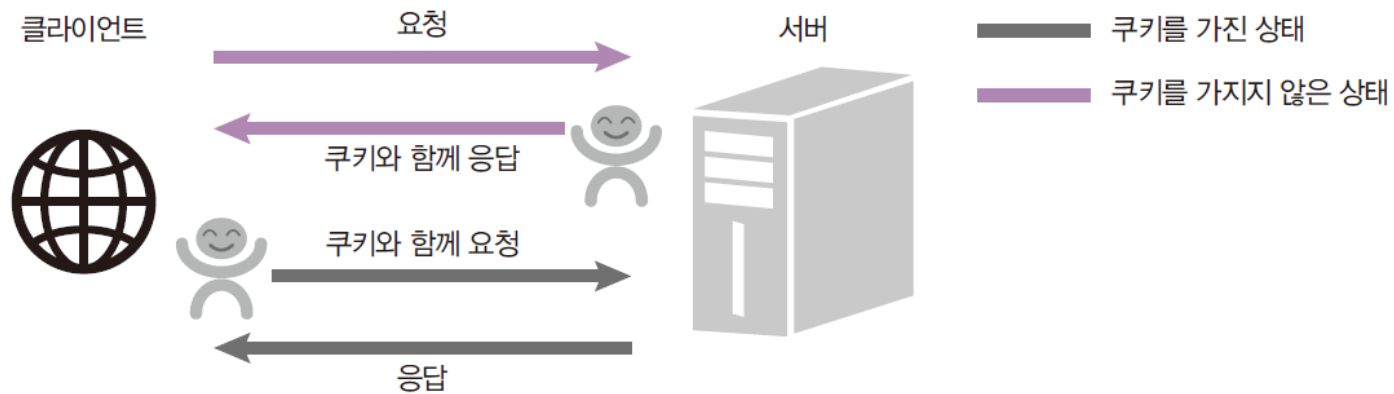 클라이언트
요청
서버
쿠키를 가진 상태
쿠키를 가지지 않은 상태
쿠키와 함께 응답
쿠키와 함께 요청
응답